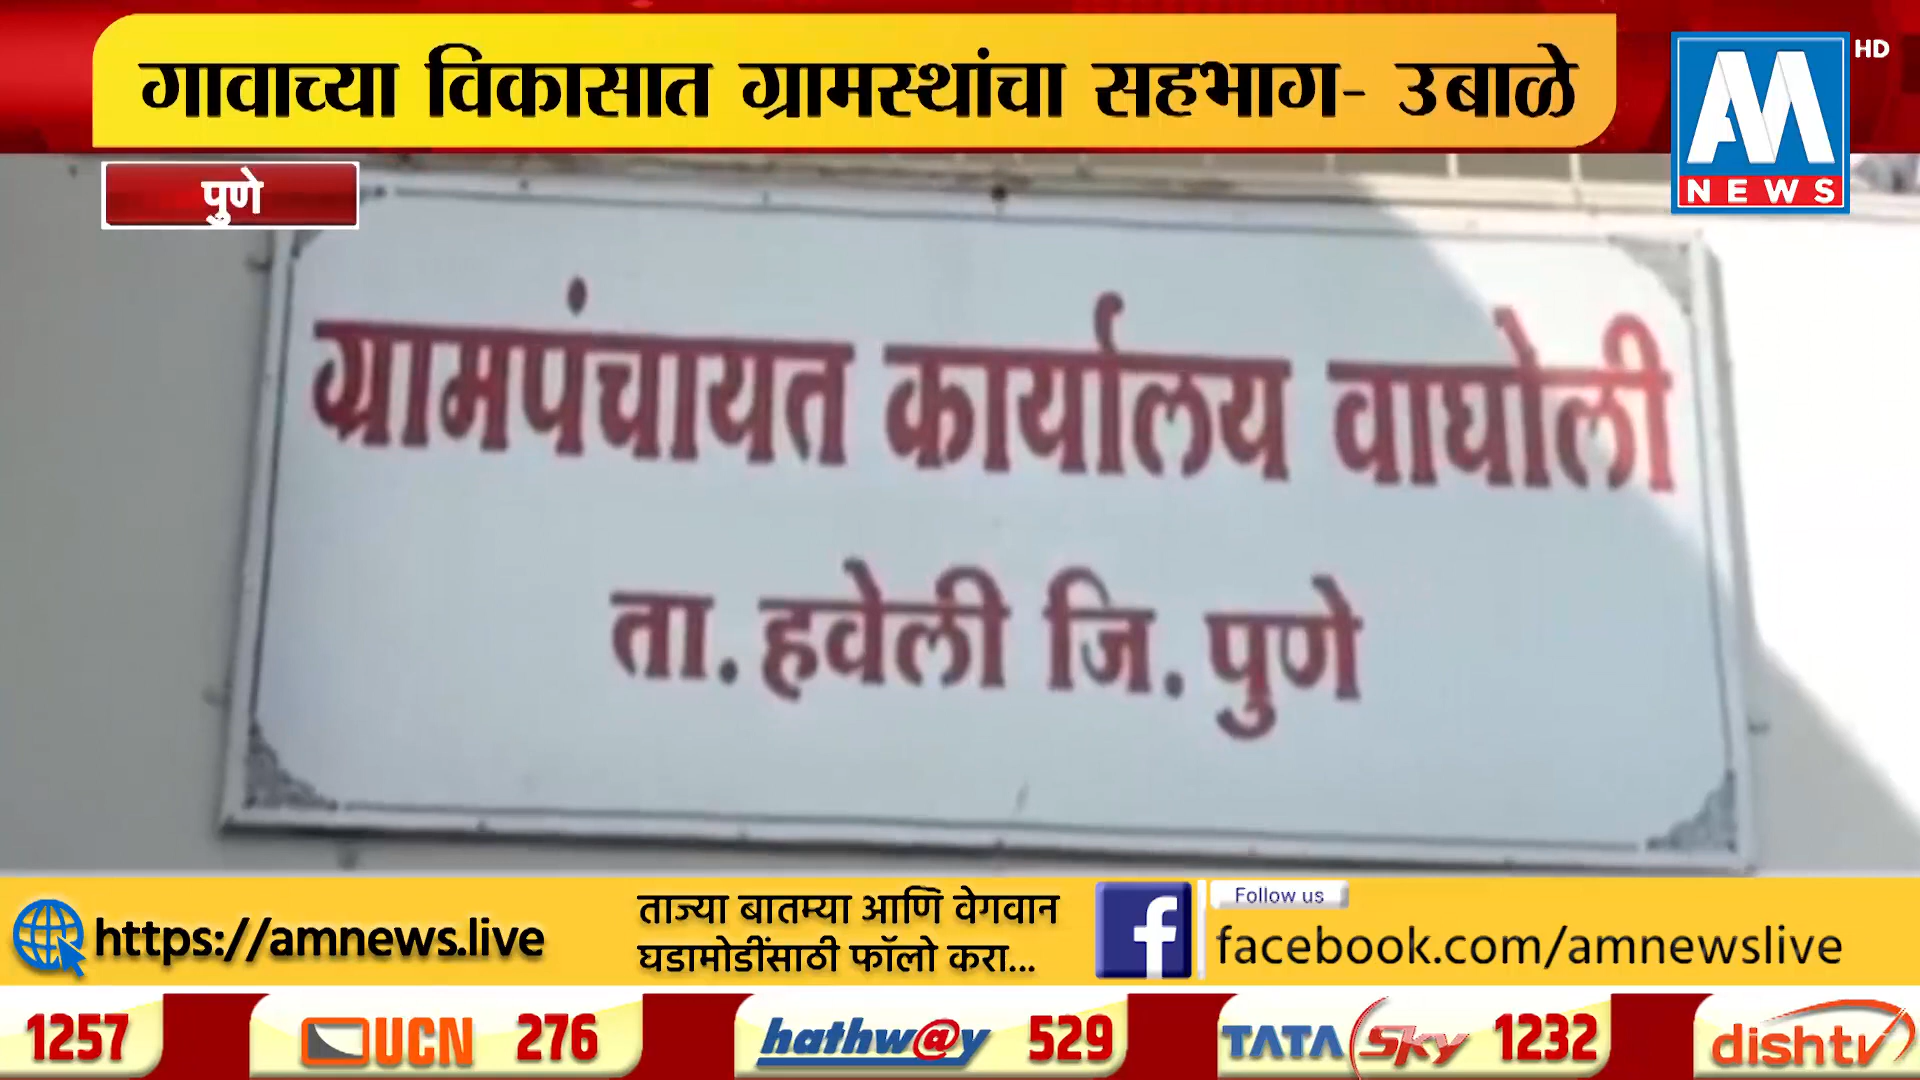 गावाच्या विकासात ग्रामस्थांचा सहभाग- उबाळे
AM HD
NEWS
पुणे
ग्रामपंचायत कार्यालय वाघोली
ता. हवेली जि. पुणे
https://amnews.live
ताज्या बातम्या आणि वेगवान
घडामोडींसाठी फॉलो करा...
f
Follow us
facebook.com/amnewslive
1257 UCN 276 hathw@y 529 TATA Sky 1232 dishtv